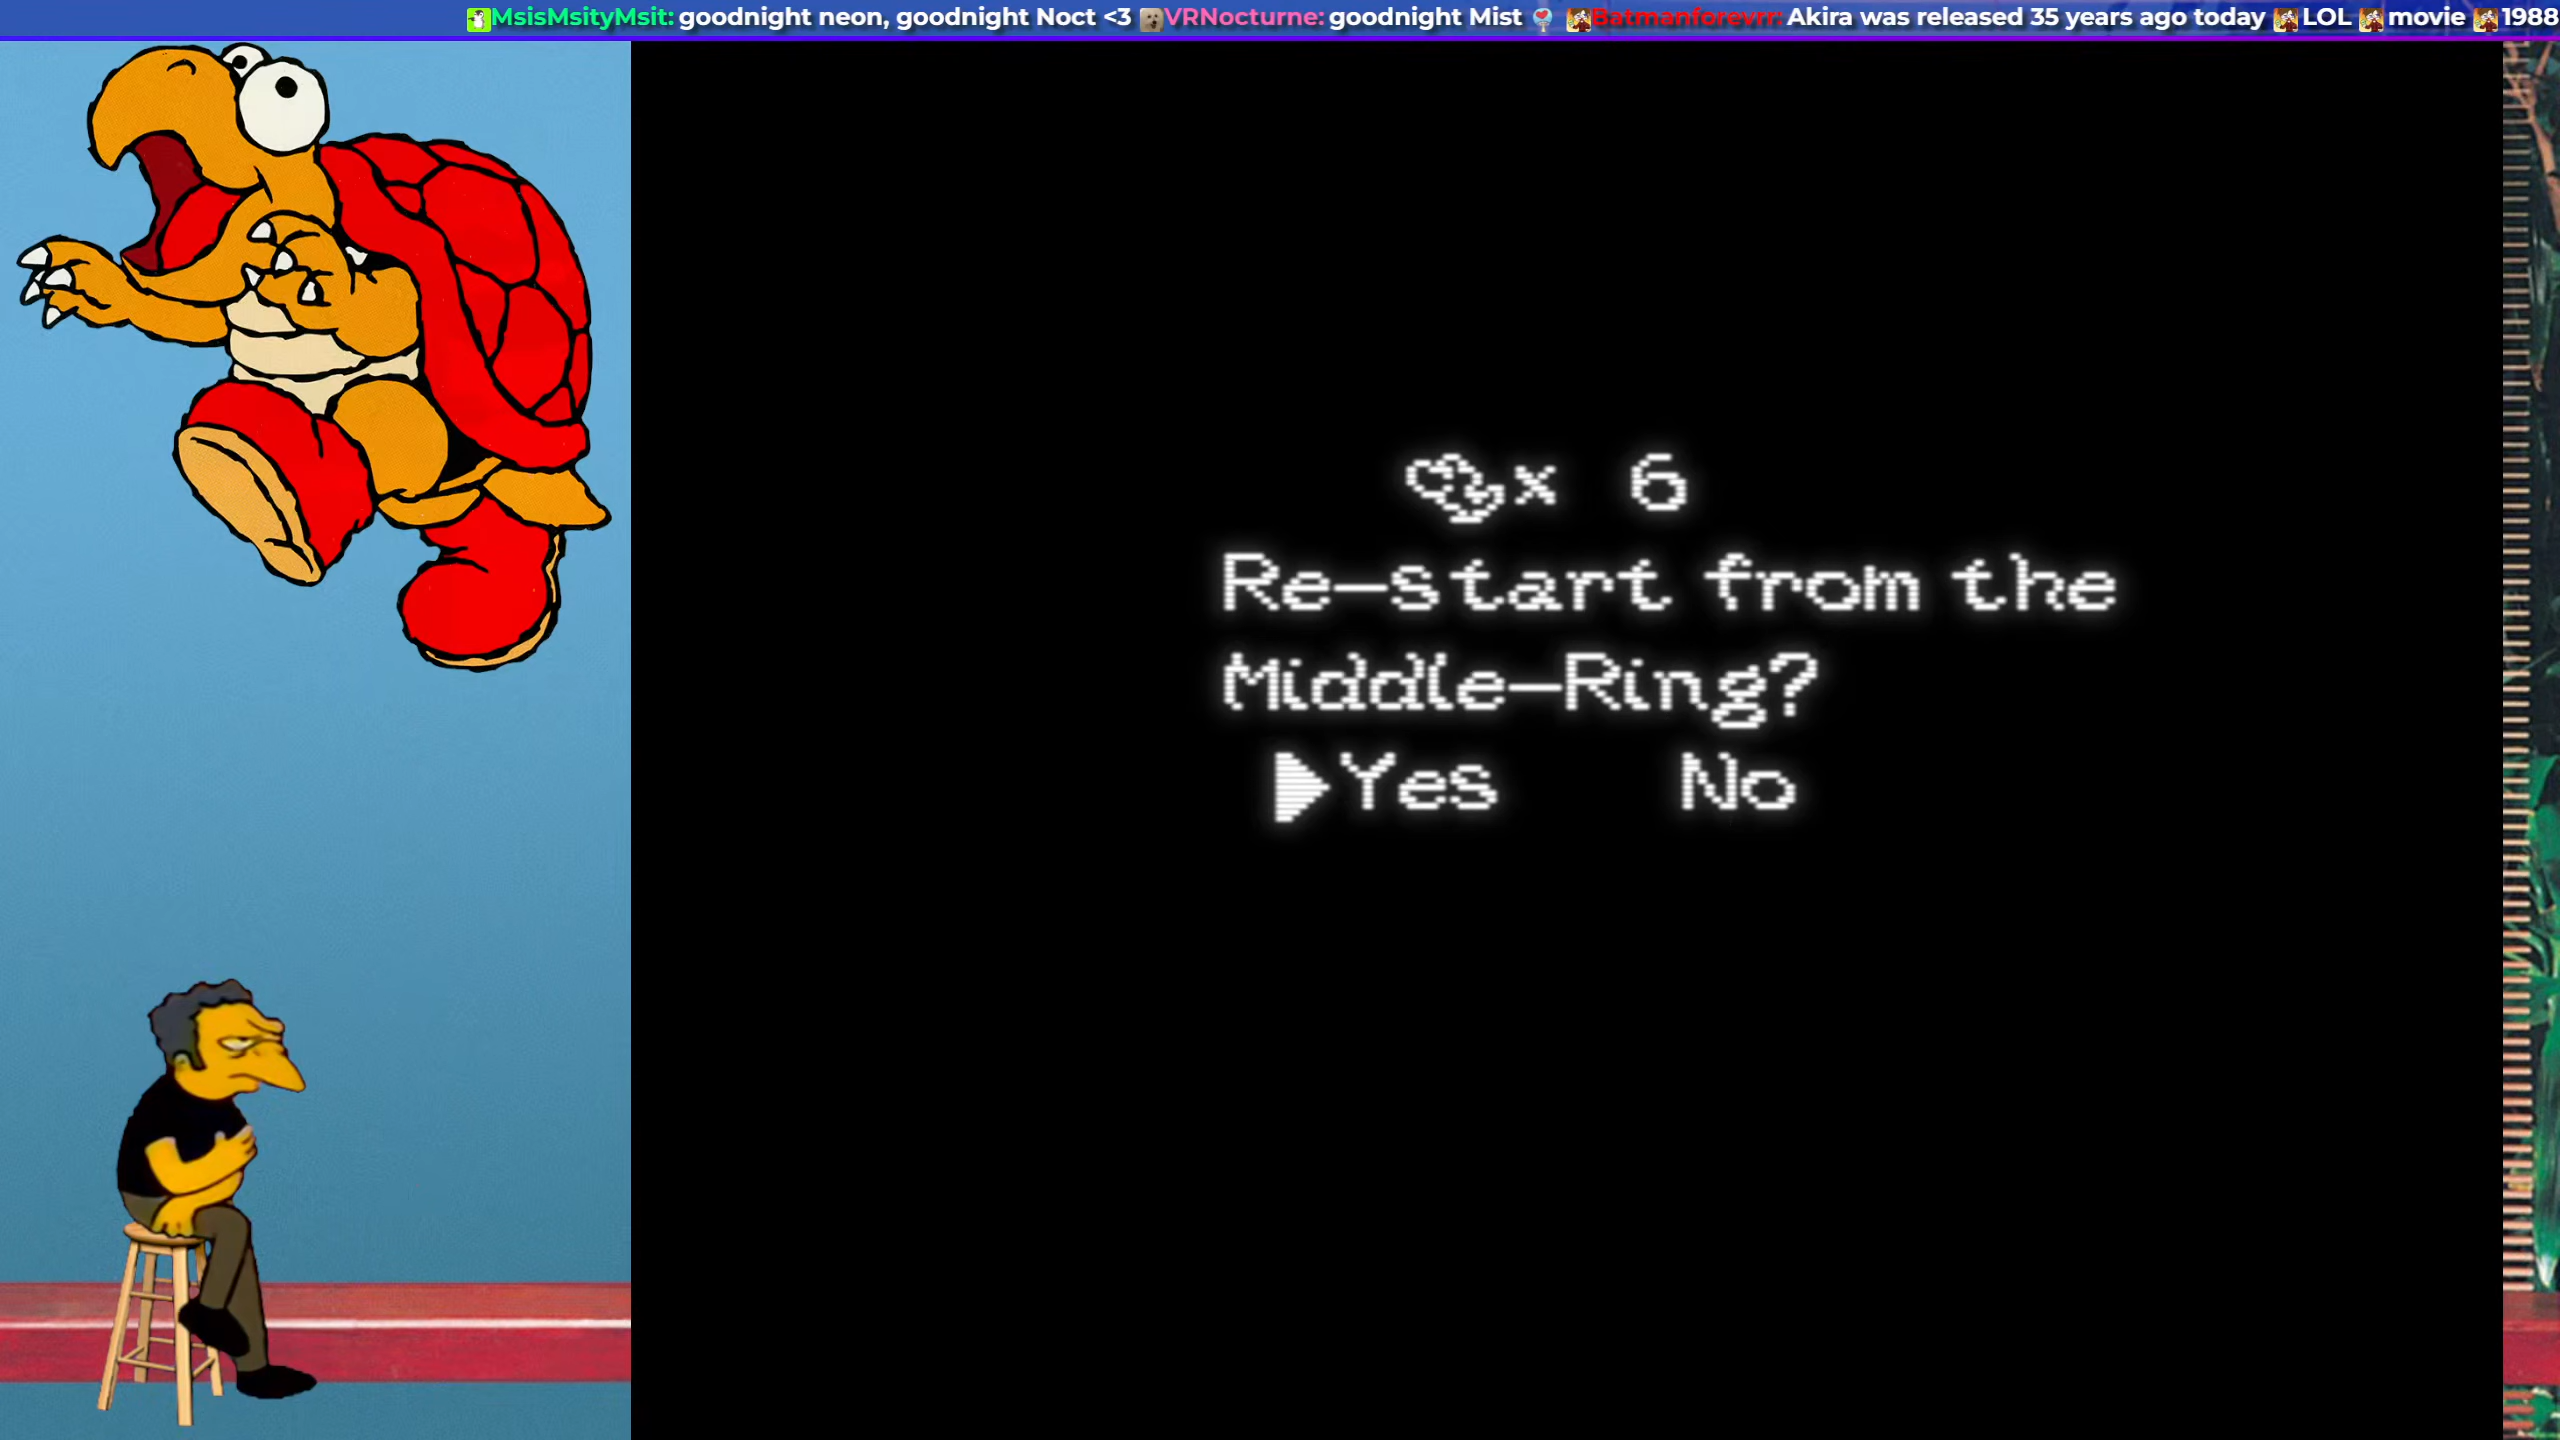 MsisMsityMsit: goodnight neon, goodnight Noct <3 VRNocturne: goodnight Mist Batmanforevrr: Akira was released 35 years ago today LOL movie 1988
x 6
Re-start from the
Middle-Ring?
Yes No